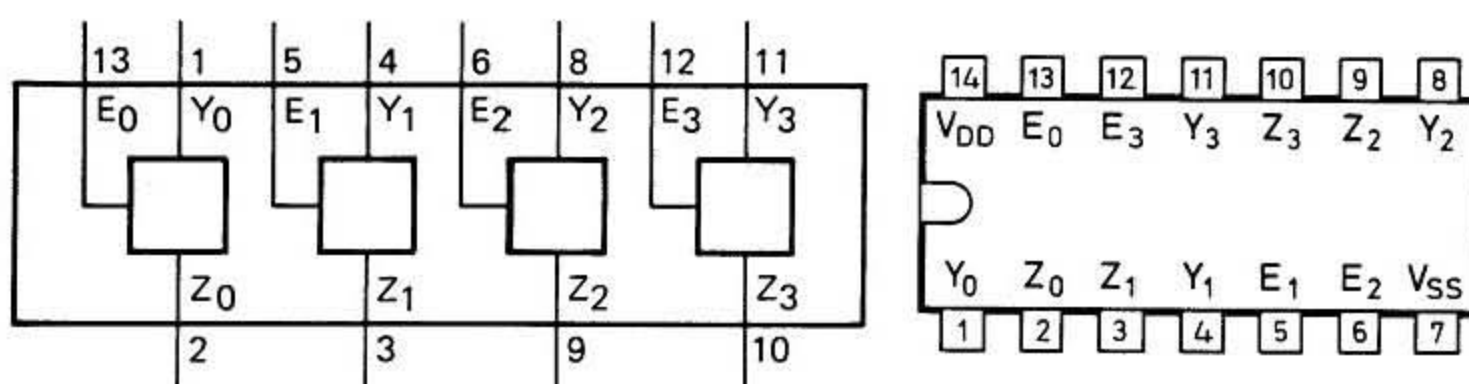 13 1 5 4 6 8 12 11
E0 Y0 E1 Y1 E2 Y2 E3 Y3
Z0 Z1 Z2 Z3
2 3 9 10
14 13 12 11 10 9 8
VDD E0 E3 Y3 Z3 Z2 Y2
Y0 Z0 Z1 Y1 E1 E2 VSS
1 2 3 4 5 6 7